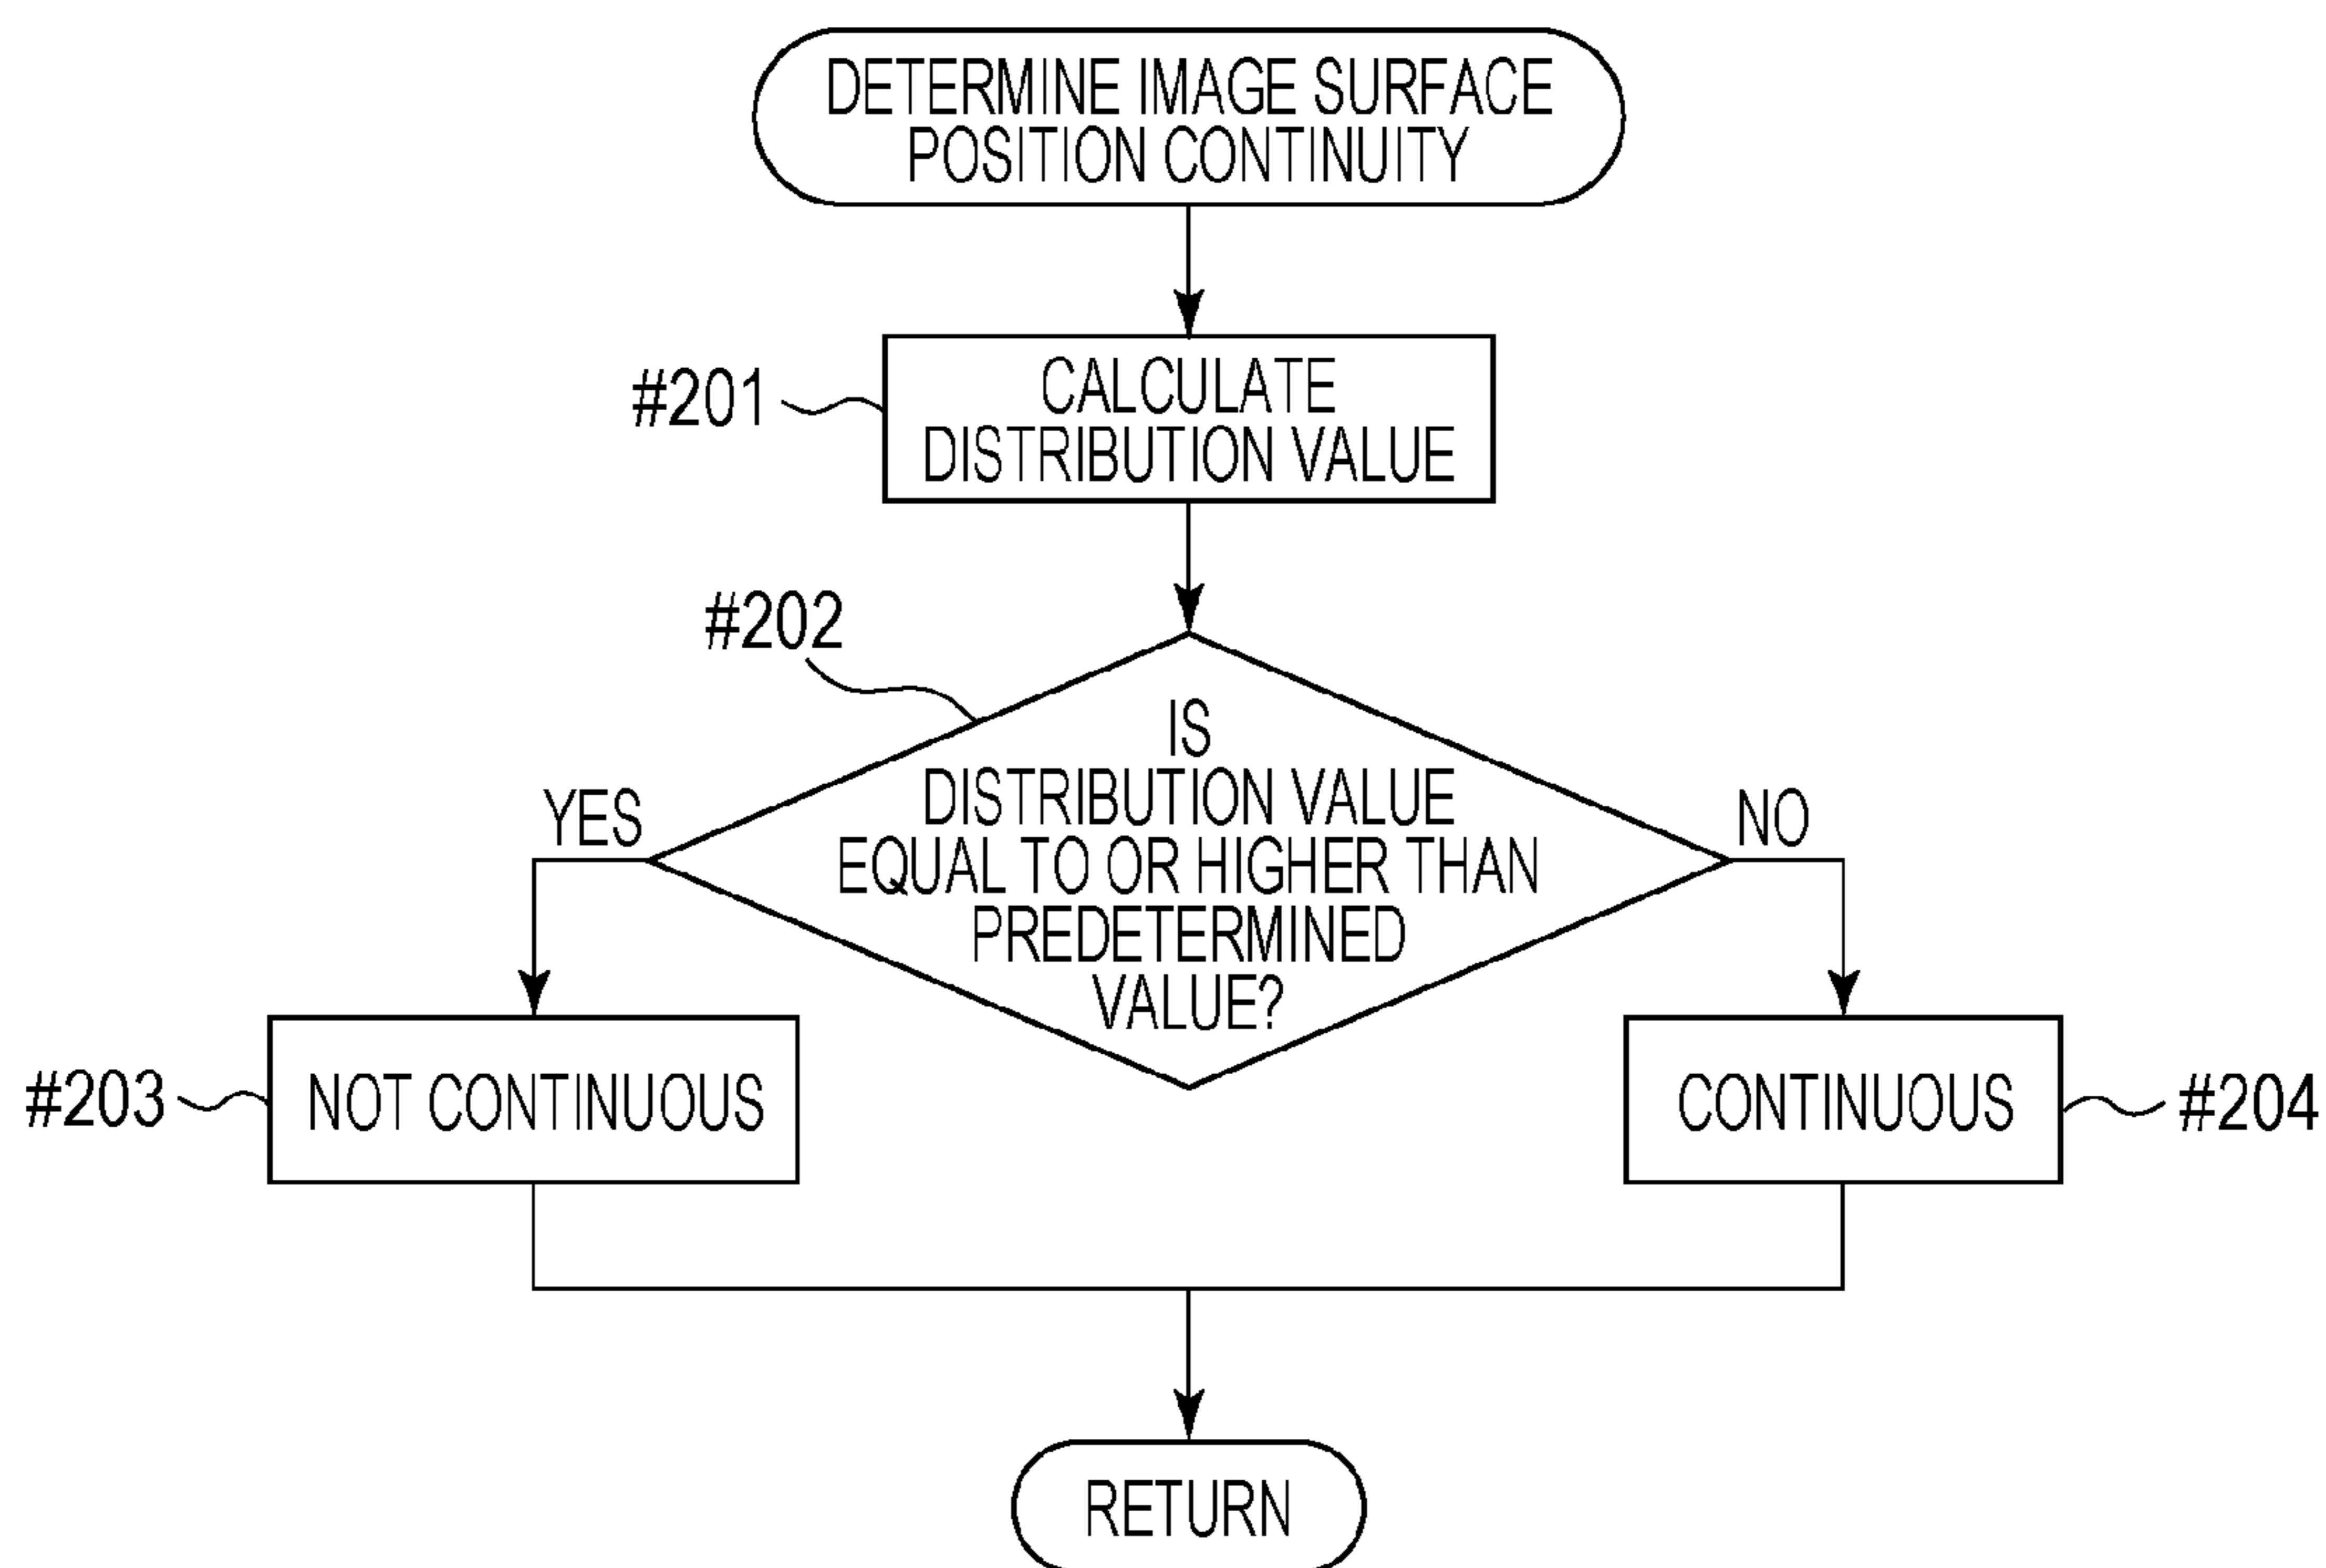 DETERMINE IMAGE SURFACE
POSITION CONTINUITY
#201
CALCULATE
DISTRIBUTION VALUE
#202
IS
DISTRIBUTION VALUE
EQUAL TO OR HIGHER THAN
PREDETERMINED
VALUE?
YES
NO
#203
NOT CONTINUOUS
CONTINUOUS
#204
RETURN